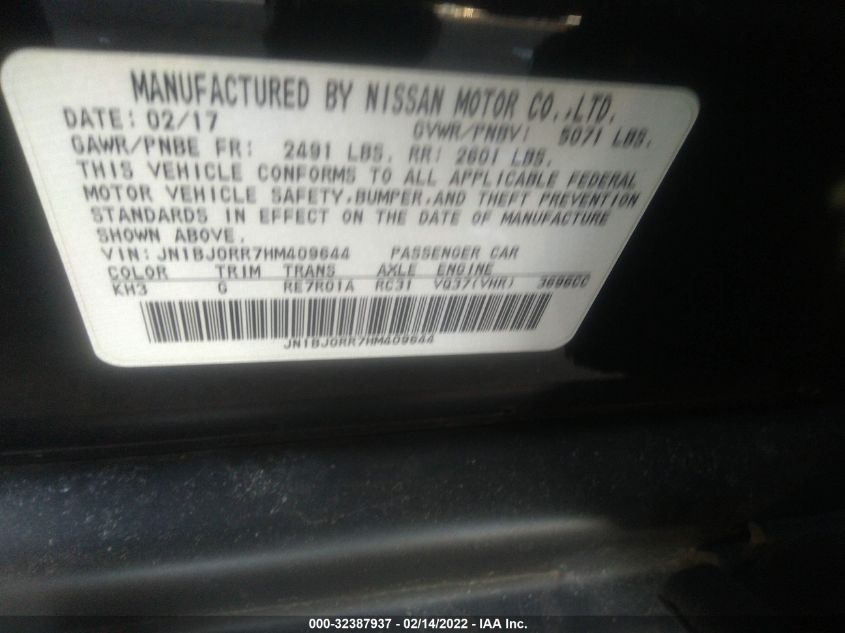 MANUFACTURED BY NISSAN MOTOR CO.,LTD.
DATE: 02/17 GVWR/PNBV: 5071 LBS.
GAWR/PNBE FR: 2491 LBS. RR: 2601 LBS.
THIS VEHICLE CONFORMS TO ALL APPLICABLE FEDERAL
MOTOR VEHICLE SAFETY,BUMPER,AND THEFT PREVENTION
STANDARDS IN EFFECT ON THE DATE OF MANUFACTURE
SHOWN ABOVE.
VIN: JN1BJ0RR7HM409644 PASSENGER CAR
COLOR TRIM TRANS AXLE ENGINE
KH3 G RE7R01A RC31 VQ37(VHR) 3696CC
JN1BJ0RR7HM409644
000-32387937 - 02/14/2022 - IAA Inc.